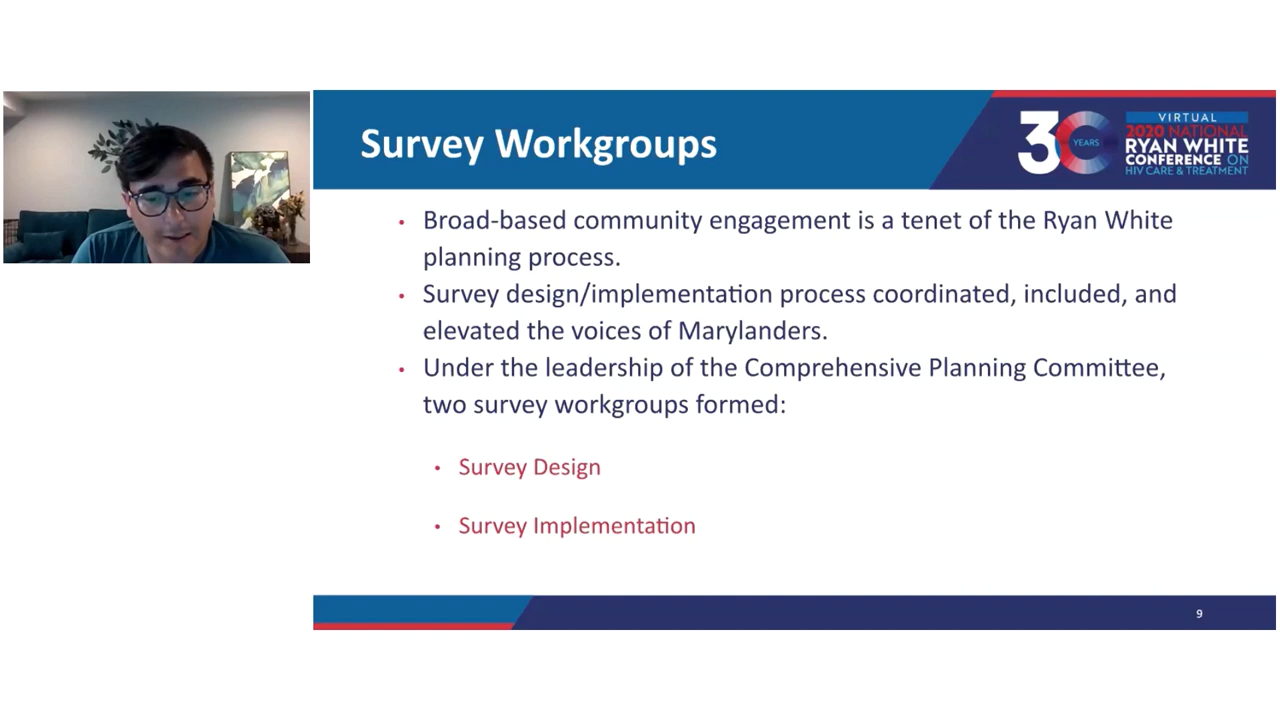 Survey Workgroups
30
YEARS
VIRTUAL
2020 NATIONAL
RYAN WHITE
CONFERENCE ON
HIV CARE & TREATMENT
• Broad-based community engagement is a tenet of the Ryan White
planning process.
• Survey design/implementation process coordinated, included, and
elevated the voices of Marylanders.
• Under the leadership of the Comprehensive Planning Committee,
two survey workgroups formed:
• Survey Design
• Survey Implementation
9